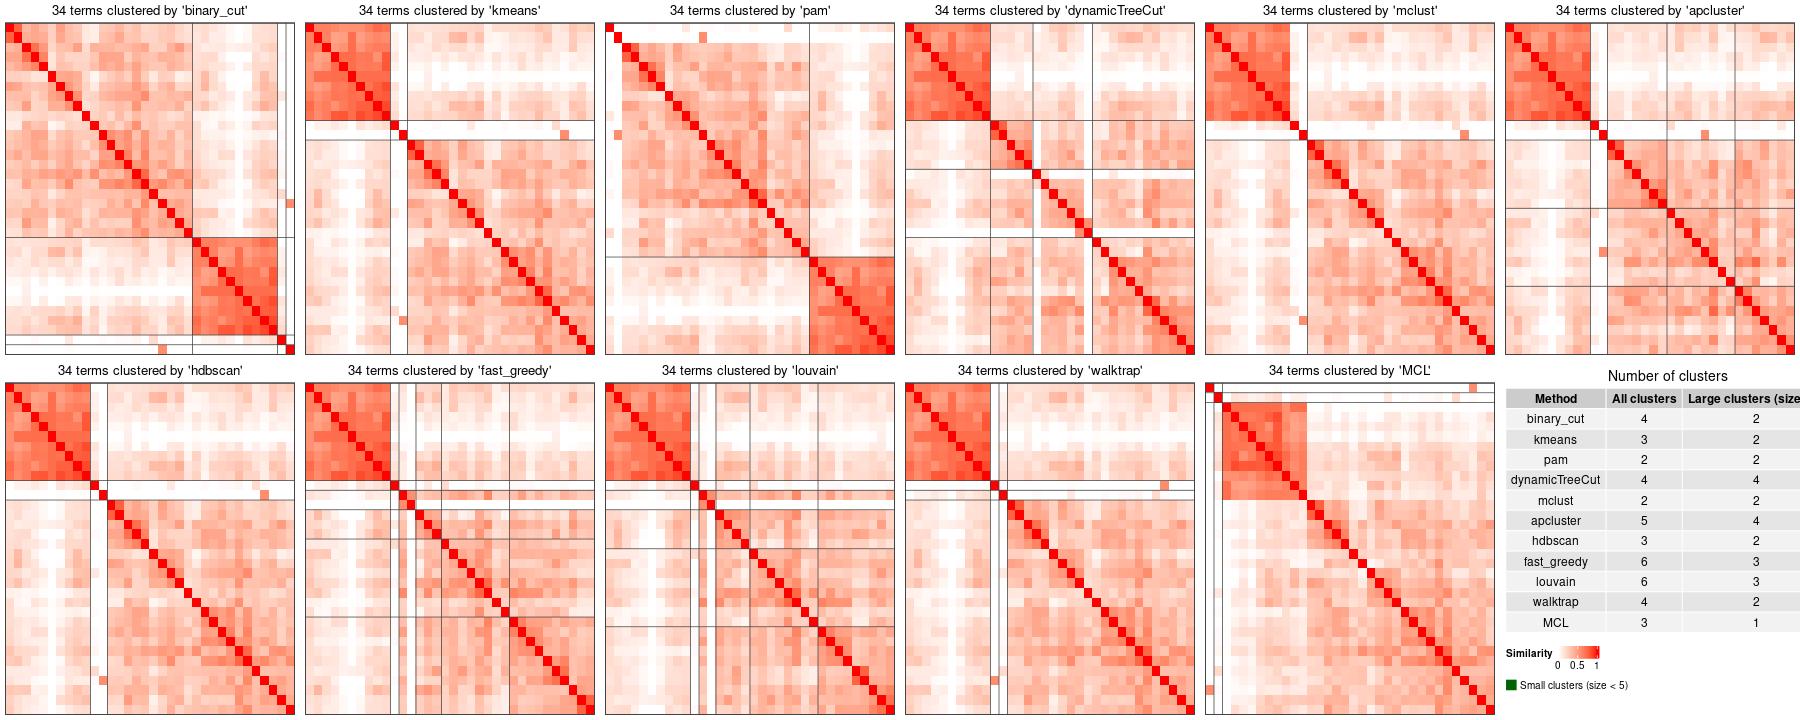 34 terms clustered by 'binary_cut'
34 terms clustered by 'kmeans'
34 terms clustered by 'pam'
34 terms clustered by 'dynamicTreeCut'
34 terms clustered by 'mclust'
34 terms clustered by 'apcluster'
34 terms clustered by 'hdbscan'
34 terms clustered by 'fast_greedy'
34 terms clustered by 'louvain'
34 terms clustered by 'walktrap'
34 terms clustered by 'MCL'
Number of clusters
Method All clusters Large clusters (size
binary_cut 4 2
kmeans 3 2
pam 2 2
dynamicTreeCut 4 4
mclust 2 2
apcluster 5 4
hdbscan 3 2
fast_greedy 6 3
louvain 6 3
walktrap 4 2
MCL 3 1
Similarity
0 0.5 1
Small clusters (size < 5)